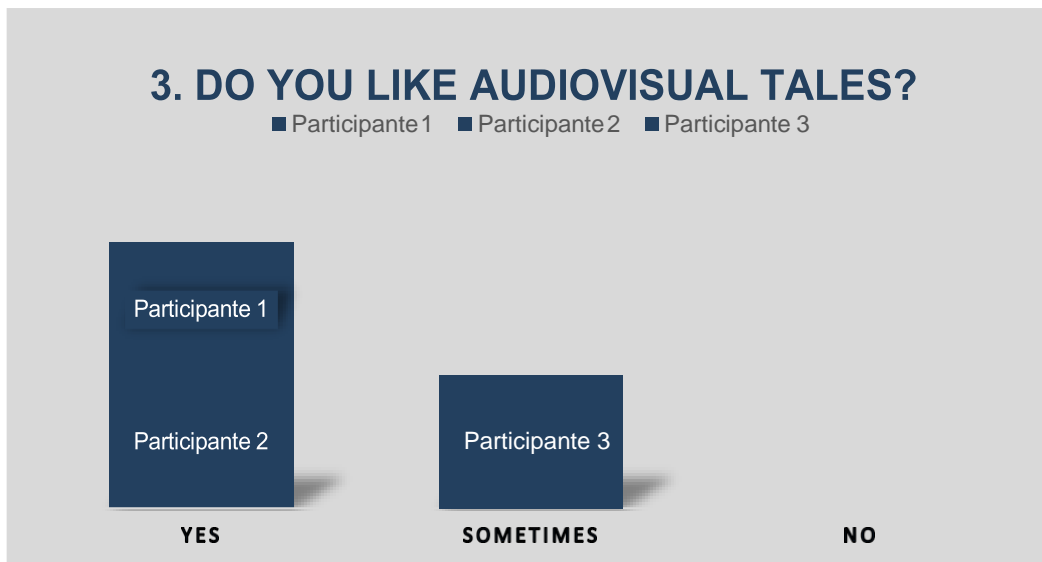 3. DO YOU LIKE AUDIOVISUAL TALES?
Participante 1 Participante 2 Participante 3
Participante 1
Participante 2 Participante 3
YES SOMETIMES NO